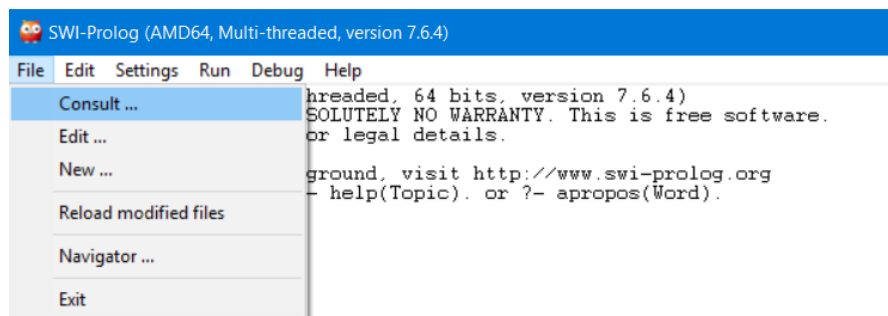 SWI-Prolog (AMD64, Multi-threaded, version 7.6.4)
File Edit Settings Run Debug Help
Consult ...
Edit ...
New ...
Reload modified files
Navigator ...
Exit
hreaded, 64 bits, version 7.6.4)
SOLUTELY NO WARRANTY. This is free software.
or legal details.
ground, visit http://www.swi-prolog.org
– help(Topic). or ?– apropos(Word).